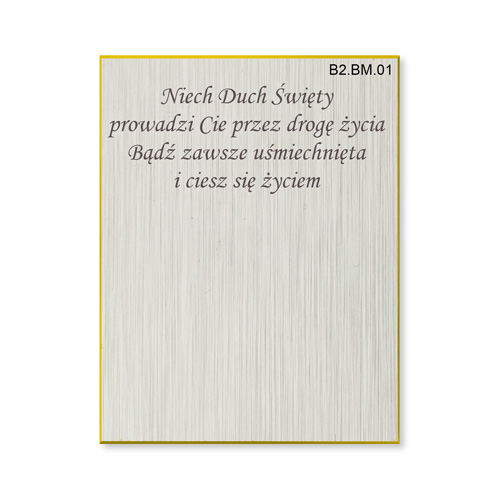 B2.BM.01
Niech Duch Święty
prowadzi Cie przez drogę życia
Bądź zawsze uśmiechnięta
i ciesz się życiem